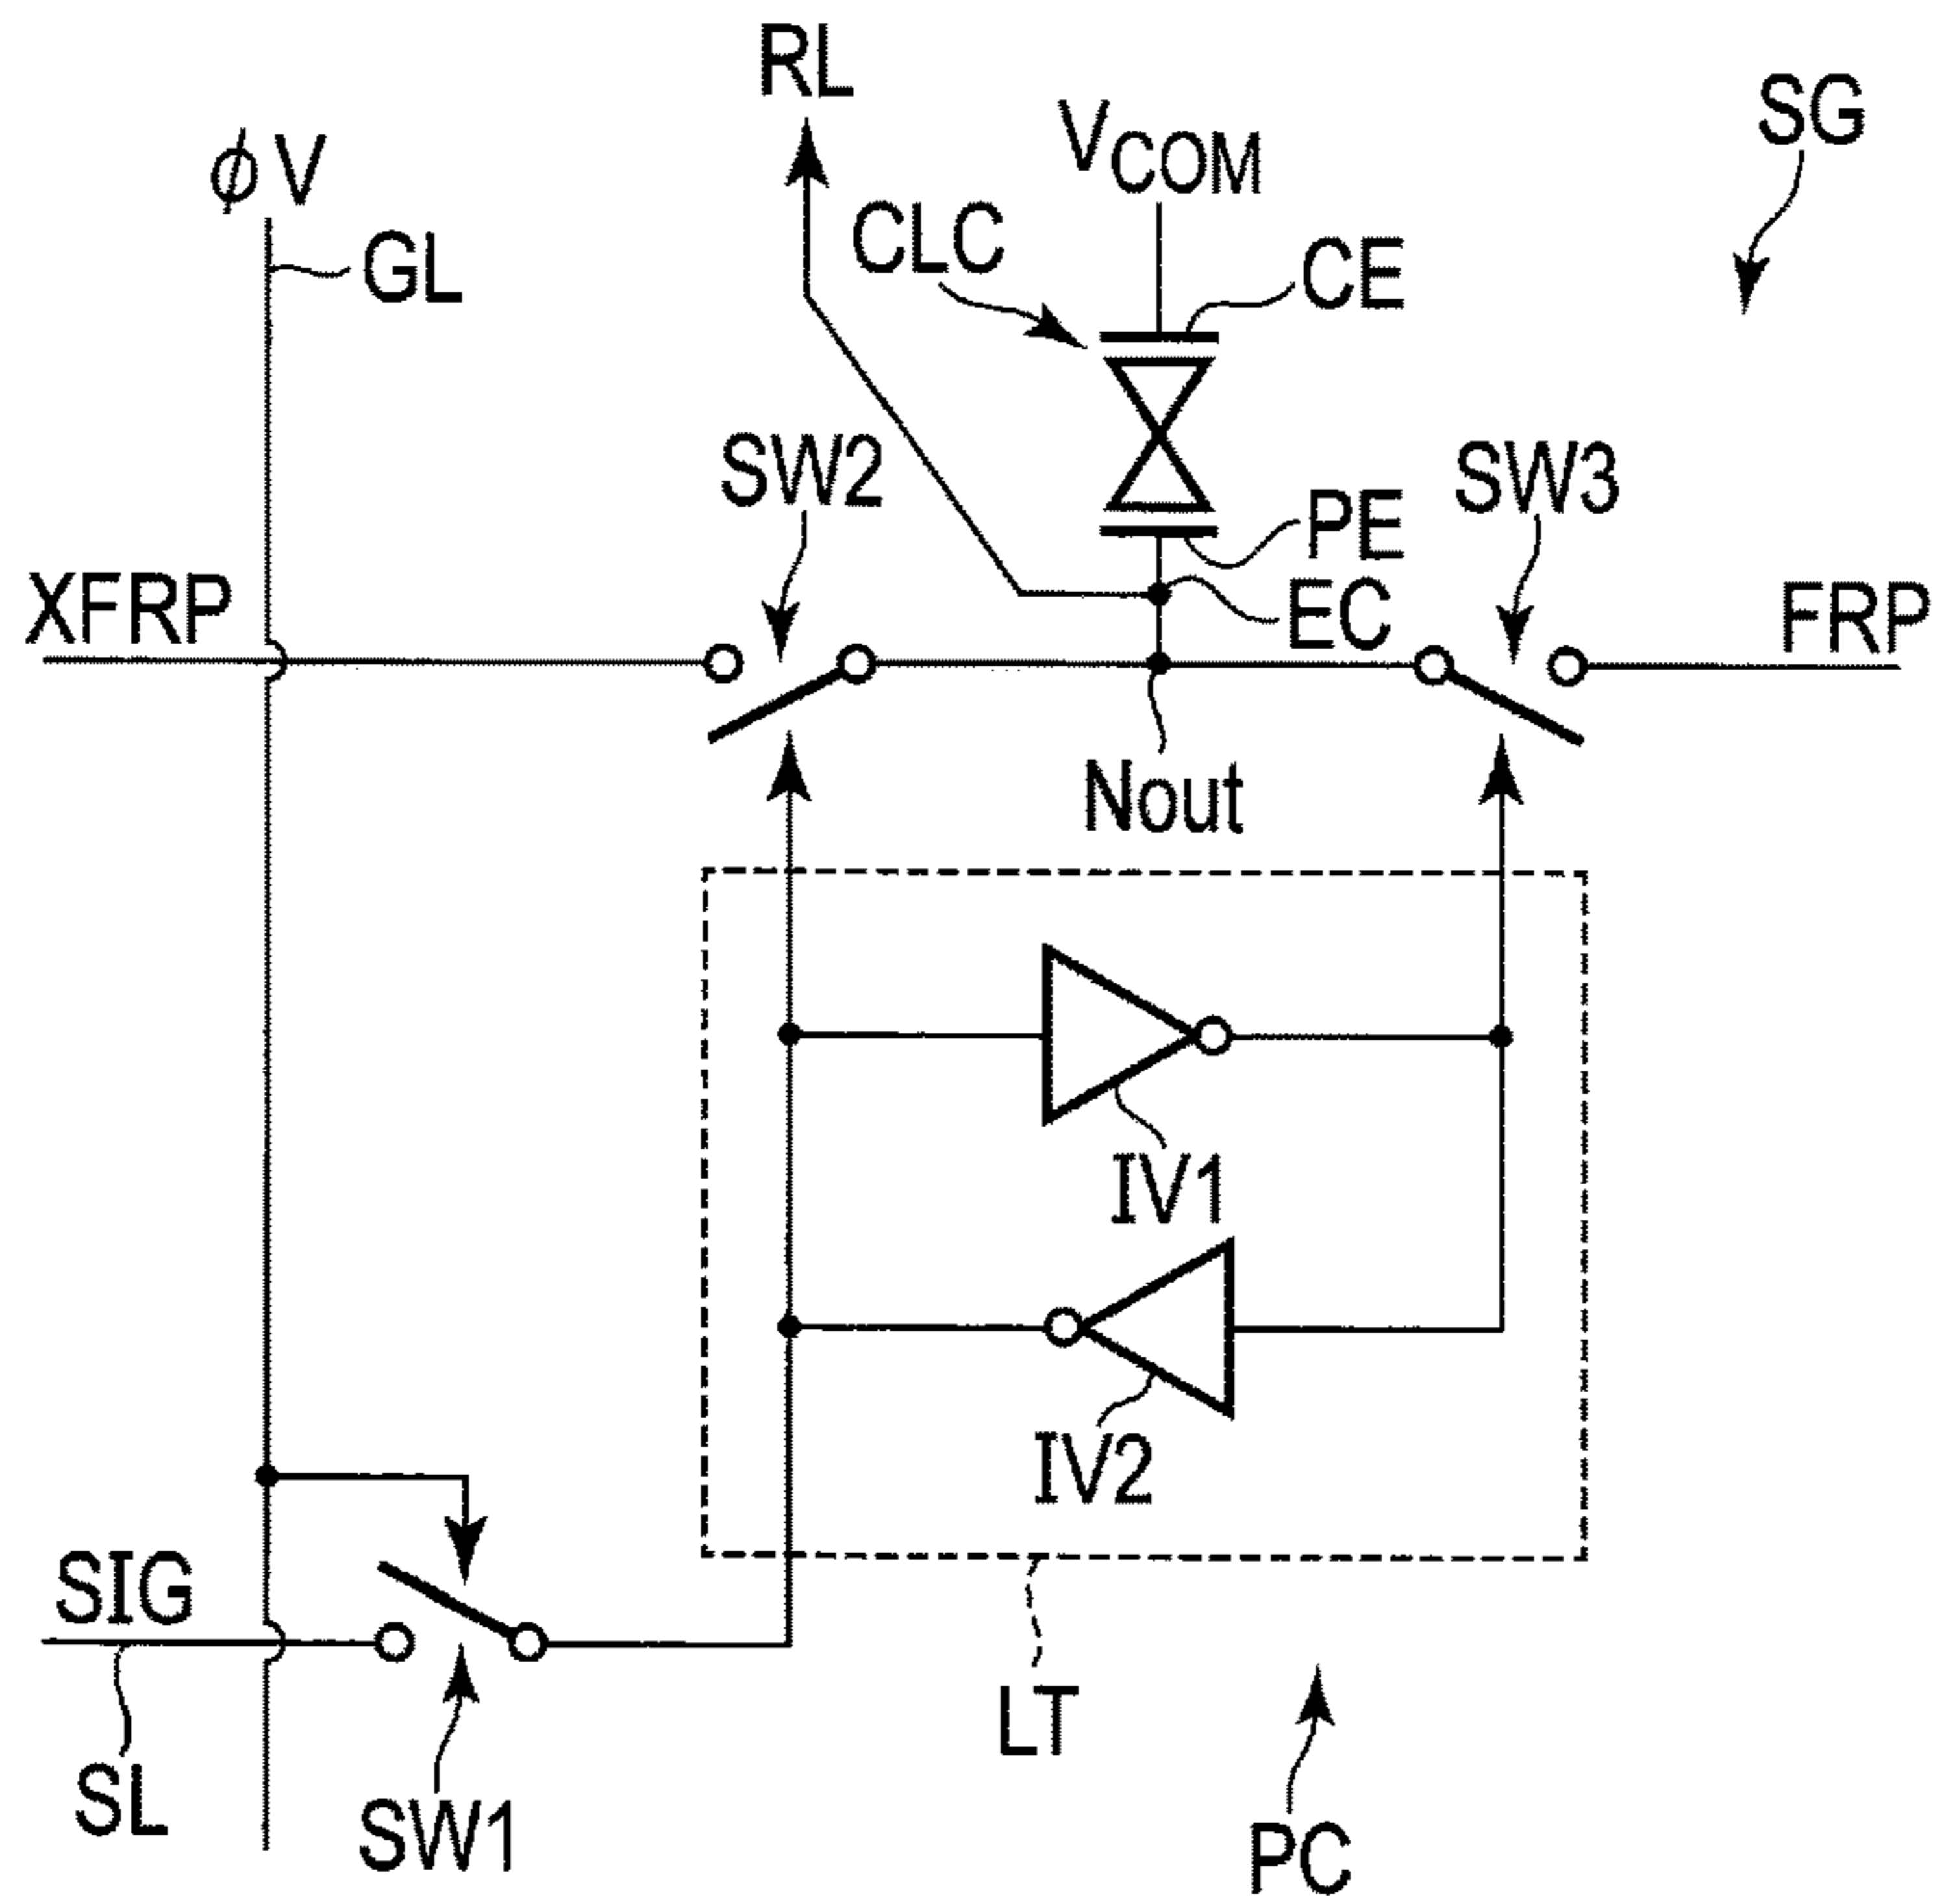 RL
SG
ϕV
VCOM
CLC
GL
CE
SW2
SW3
PE
XFRP
EC
FRP
Nout
IV1
IV2
SIG
LT
SL
SW1
PC